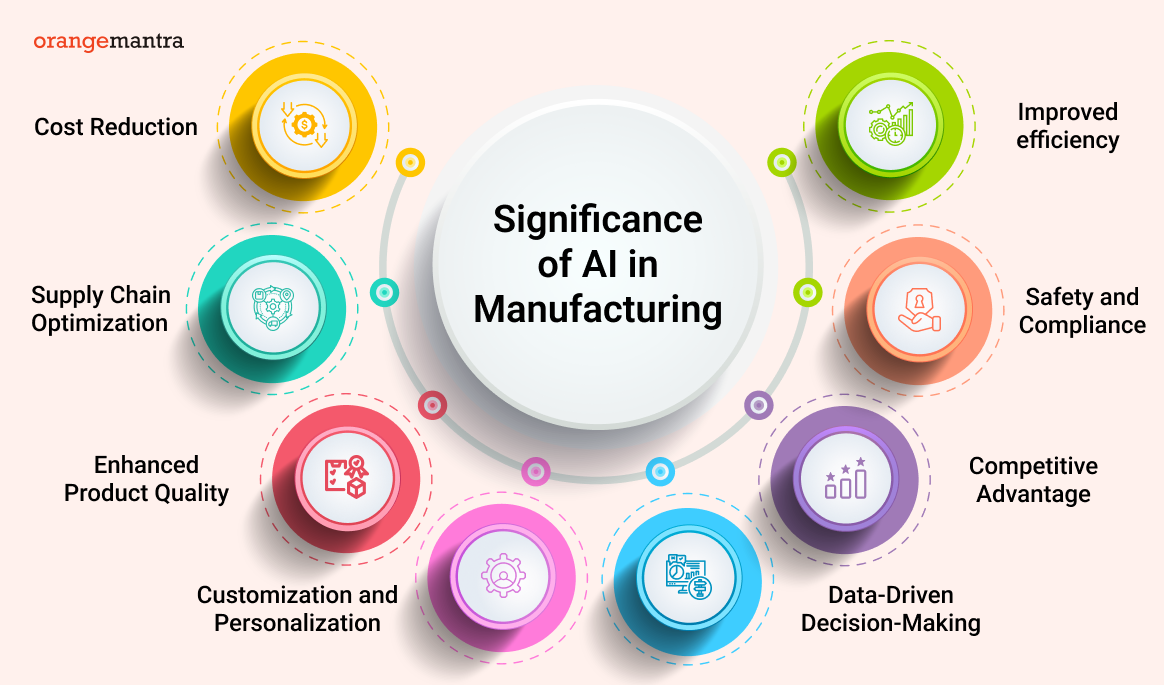 orangemantra
Significance
of AI in
Manufacturing
Cost Reduction
Supply Chain
Optimization
Enhanced
Product Quality
Customization and
Personalization
Data-Driven
Decision-Making
Competitive
Advantage
Safety and
Compliance
Improved
efficiency
$